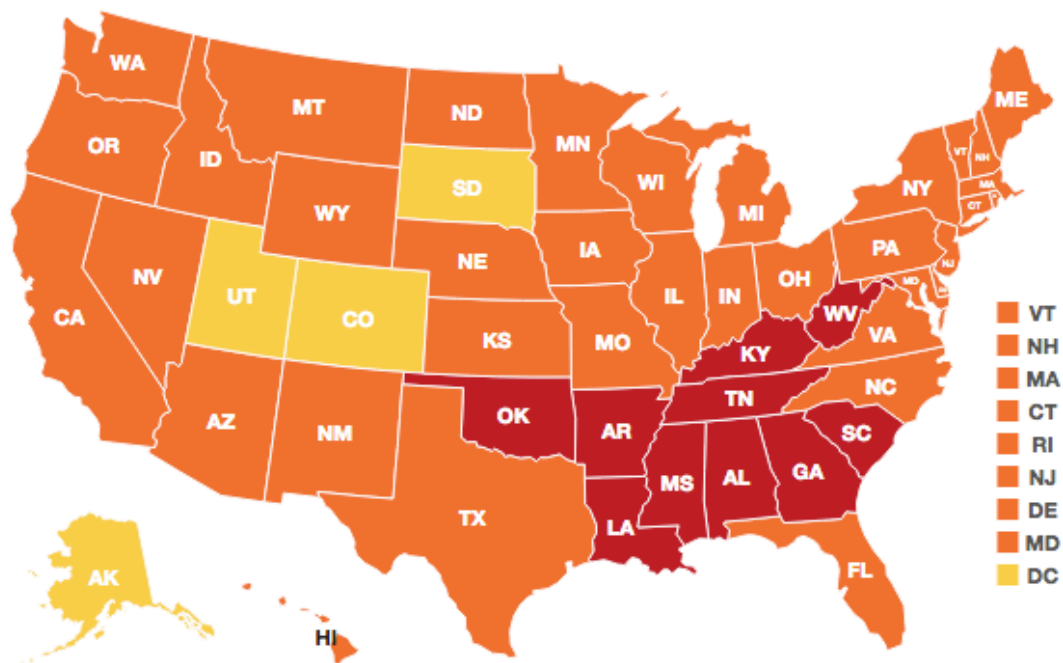 WA
MT
ND
MN
ME
OR
ID
SD
WI
VT
NH
WY
MI
NY
MA
CT
IA
PA
NE
NV
OH
NJ
UT
IL
IN
MD
CO
WV
CA
KS
MO
VA
KY
OK
TN
NC
AZ
NM
AR
SC
MS
AL
GA
TX
LA
FL
AK
HI
VT
NH
MA
CT
RI
NJ
DE
MD
DC